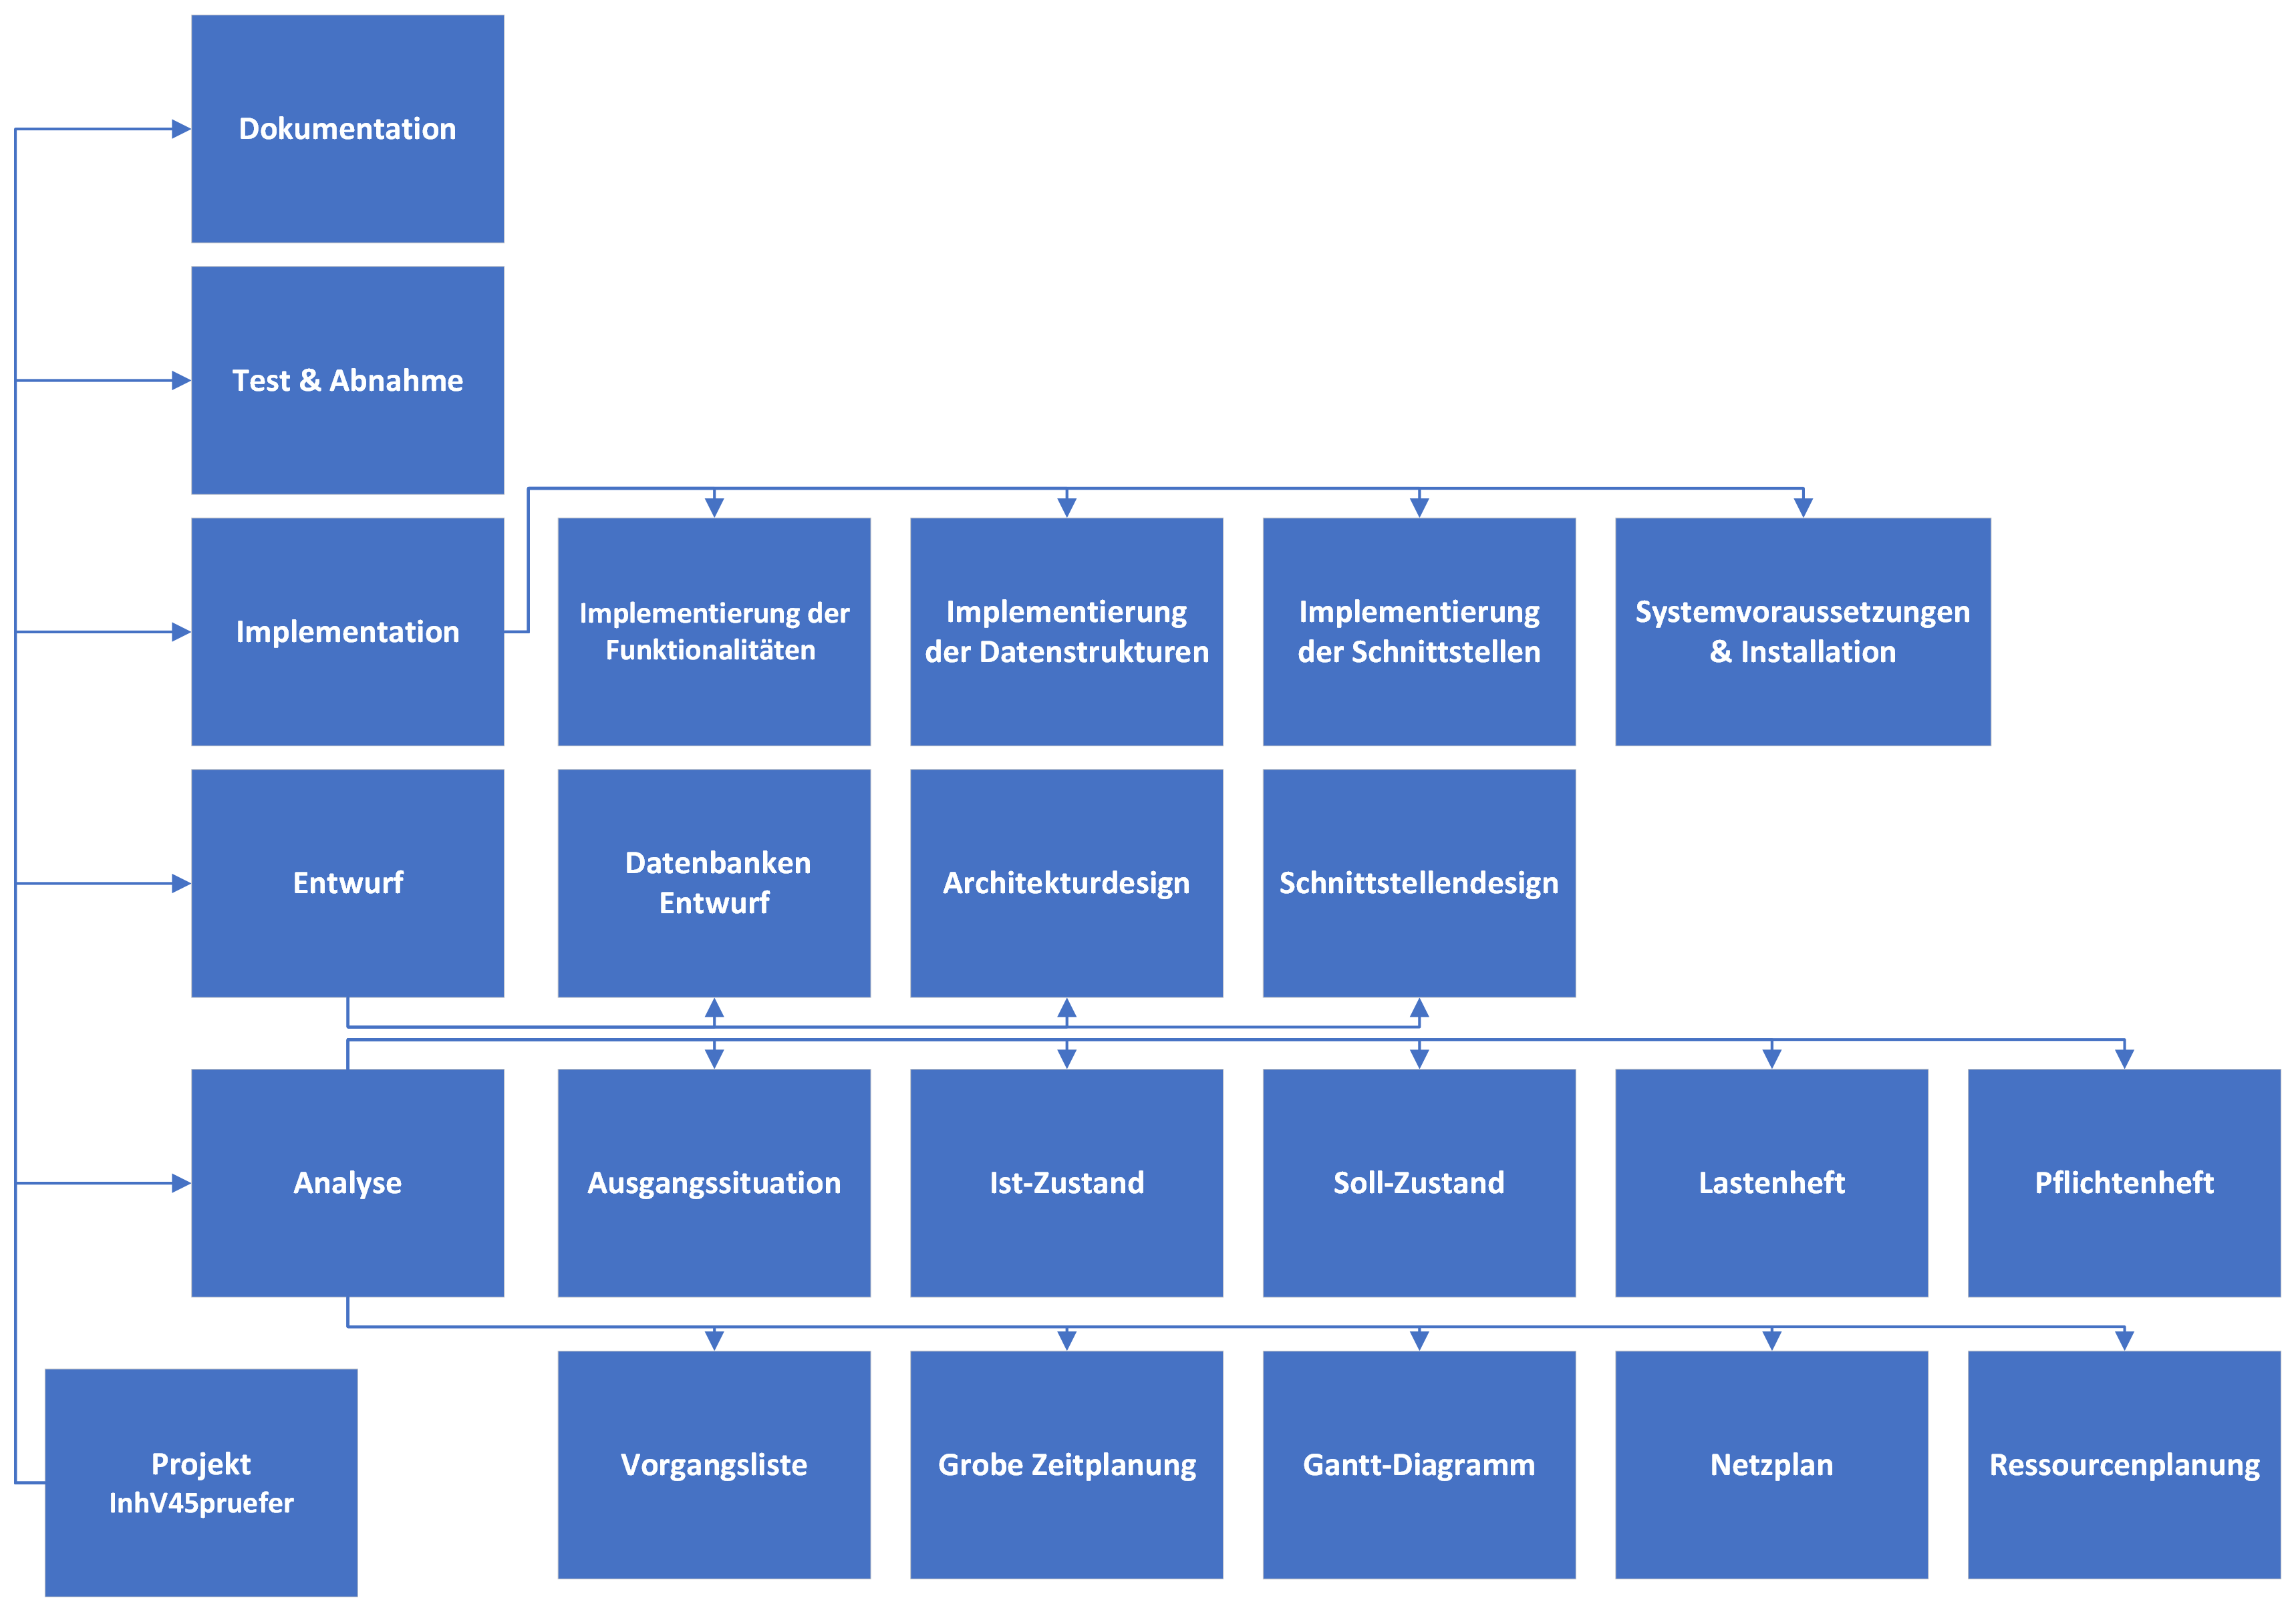 Dokumentation
Test & Abnahme
Implementation
Implementierung der
Funktionalitäten
Implementierung
der Datenstrukturen
Implementierung
der Schnittstellen
Systemvoraussetzungen
& Installation
Entwurf
Datenbanken
Entwurf
Architekturdesign
Schnittstellendesign
Analyse
Ausgangssituation
Ist-Zustand
Soll-Zustand
Lastenheft
Pflichtenheft
Projekt
InhV45pruefer
Vorgangsliste
Grobe Zeitplanung
Gantt-Diagramm
Netzplan
Ressourcenplanung